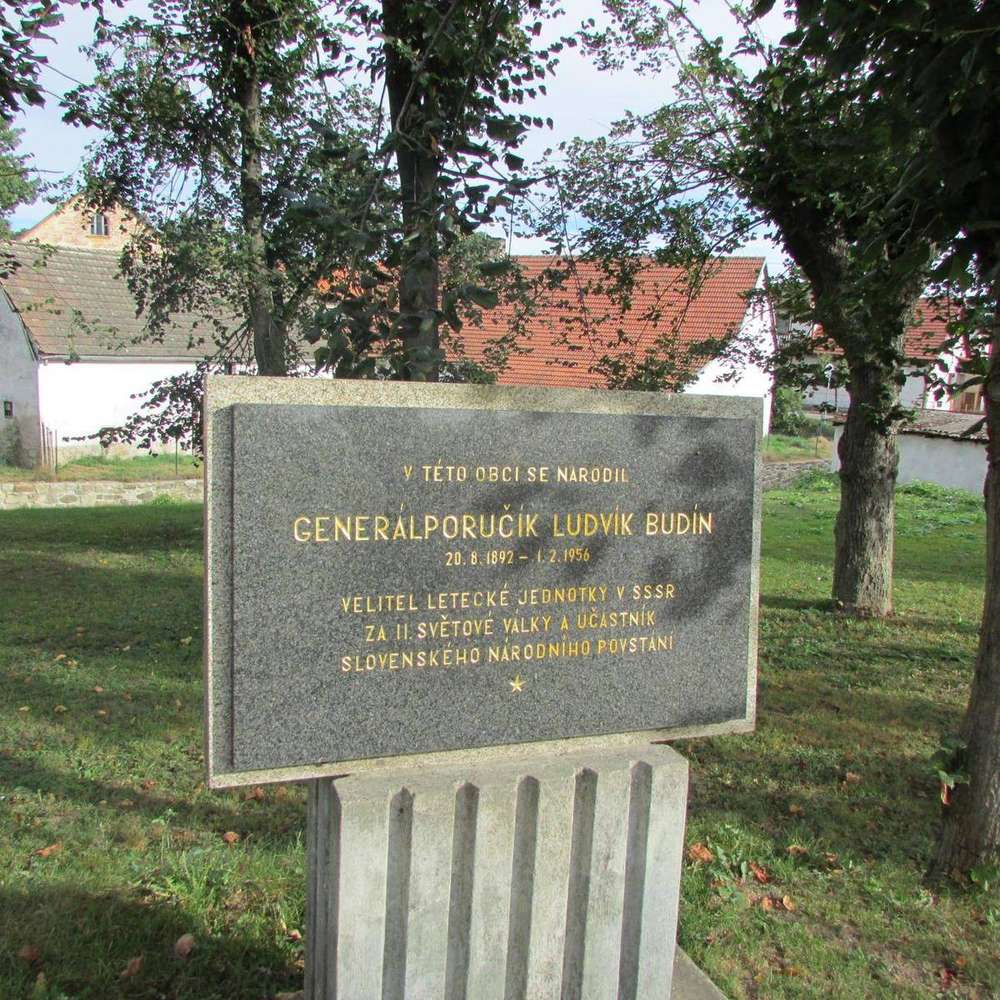 V TÉTO OBCI SE NARODIL
GENERÁLPORUČÍK LUDVÍK BUDÍN
20. 8. 1892 – 1. 2. 1956
VELITEL LETECKÉ JEDNOTKY V SSSR
ZA II. SVĚTOVÉ VÁLKY A ÚČASTNÍK
SLOVENSKÉHO NÁRODNÍHO POVSTÁNÍ